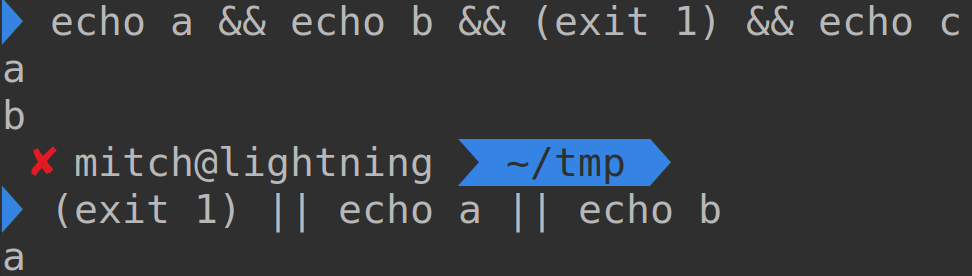 echo a && echo b && (exit 1) && echo c
a
b
✘ mitch@lightning ~/tmp
(exit 1) || echo a || echo b
a